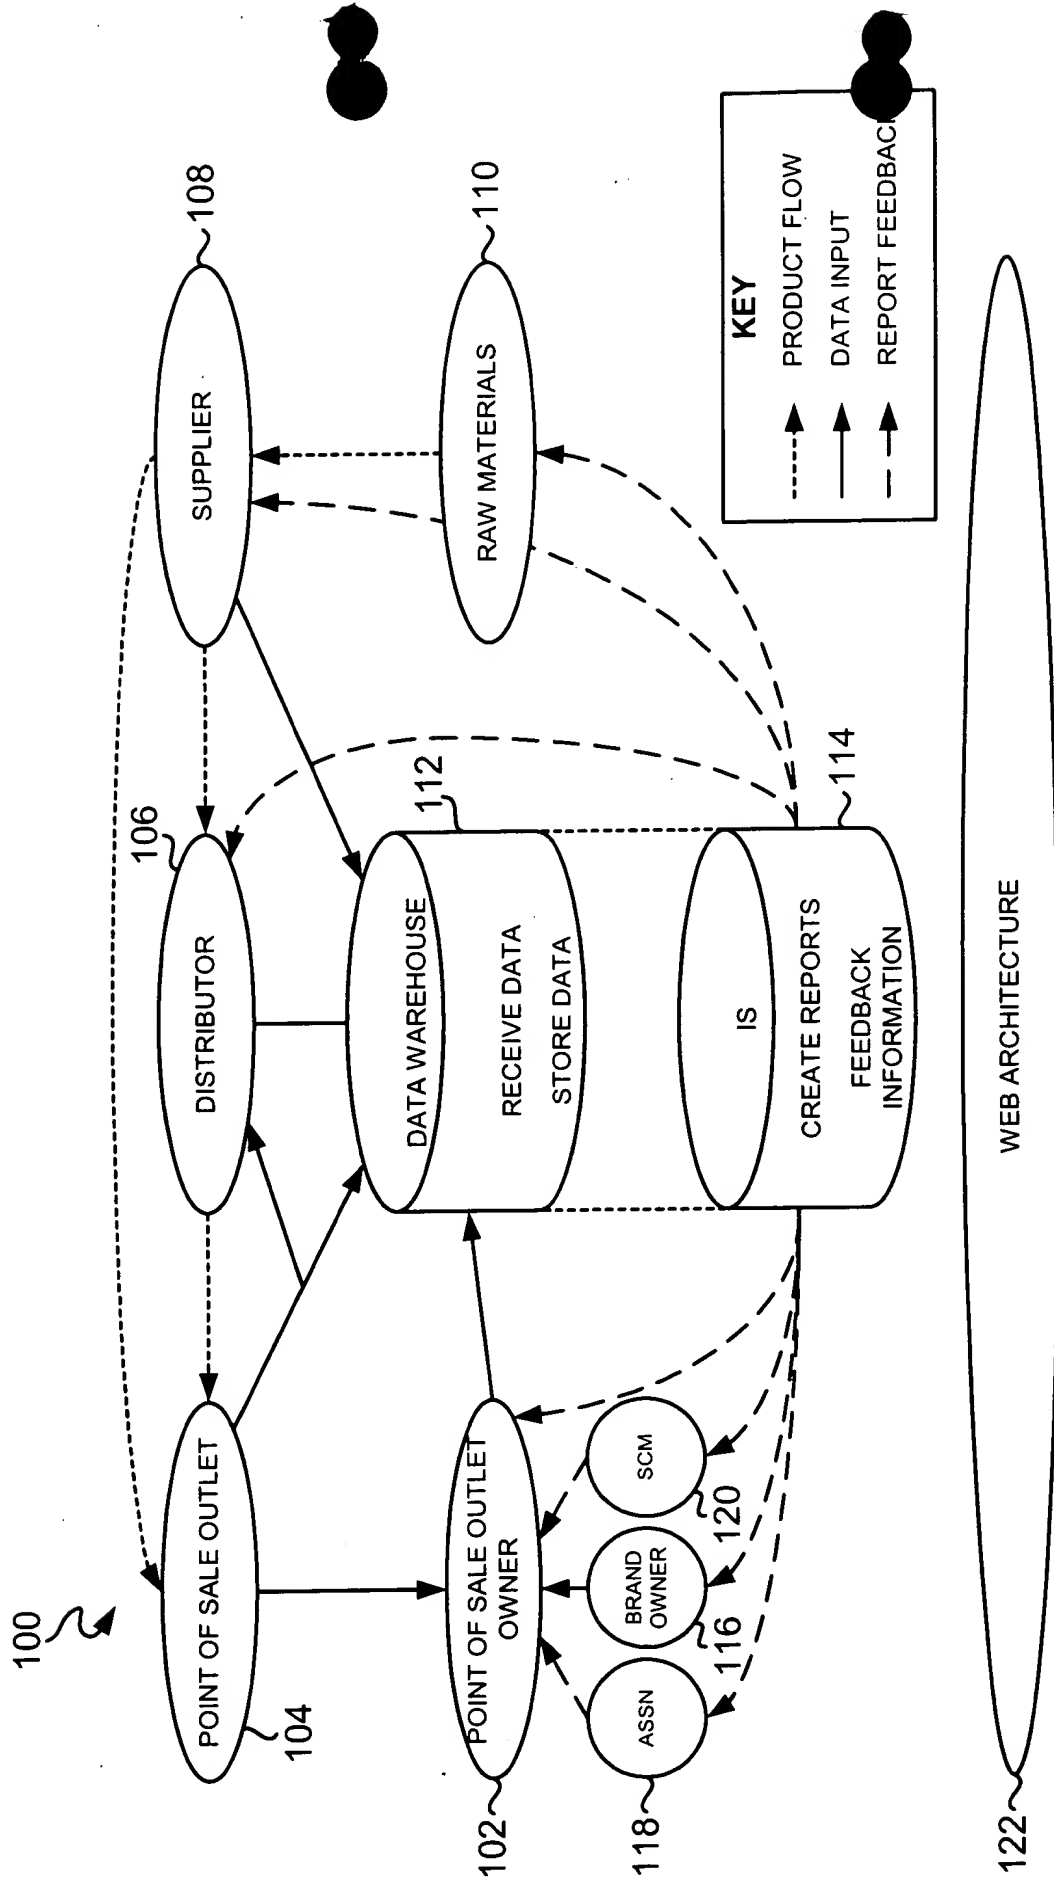 100
POINT OF SALE OUTLET
104
DISTRIBUTOR
106
SUPPLIER
108
POINT OF SALE OUTLET
OWNER
102
DATA WAREHOUSE
112
RECEIVE DATA
STORE DATA
RAW MATERIALS
110
ASSN
118
BRAND
OWNER
116
SCM
120
IS
114
CREATE REPORTS
FEEDBACK
INFORMATION
KEY
PRODUCT FLOW
DATA INPUT
REPORT FEEDBACK
WEB ARCHITECTURE
122